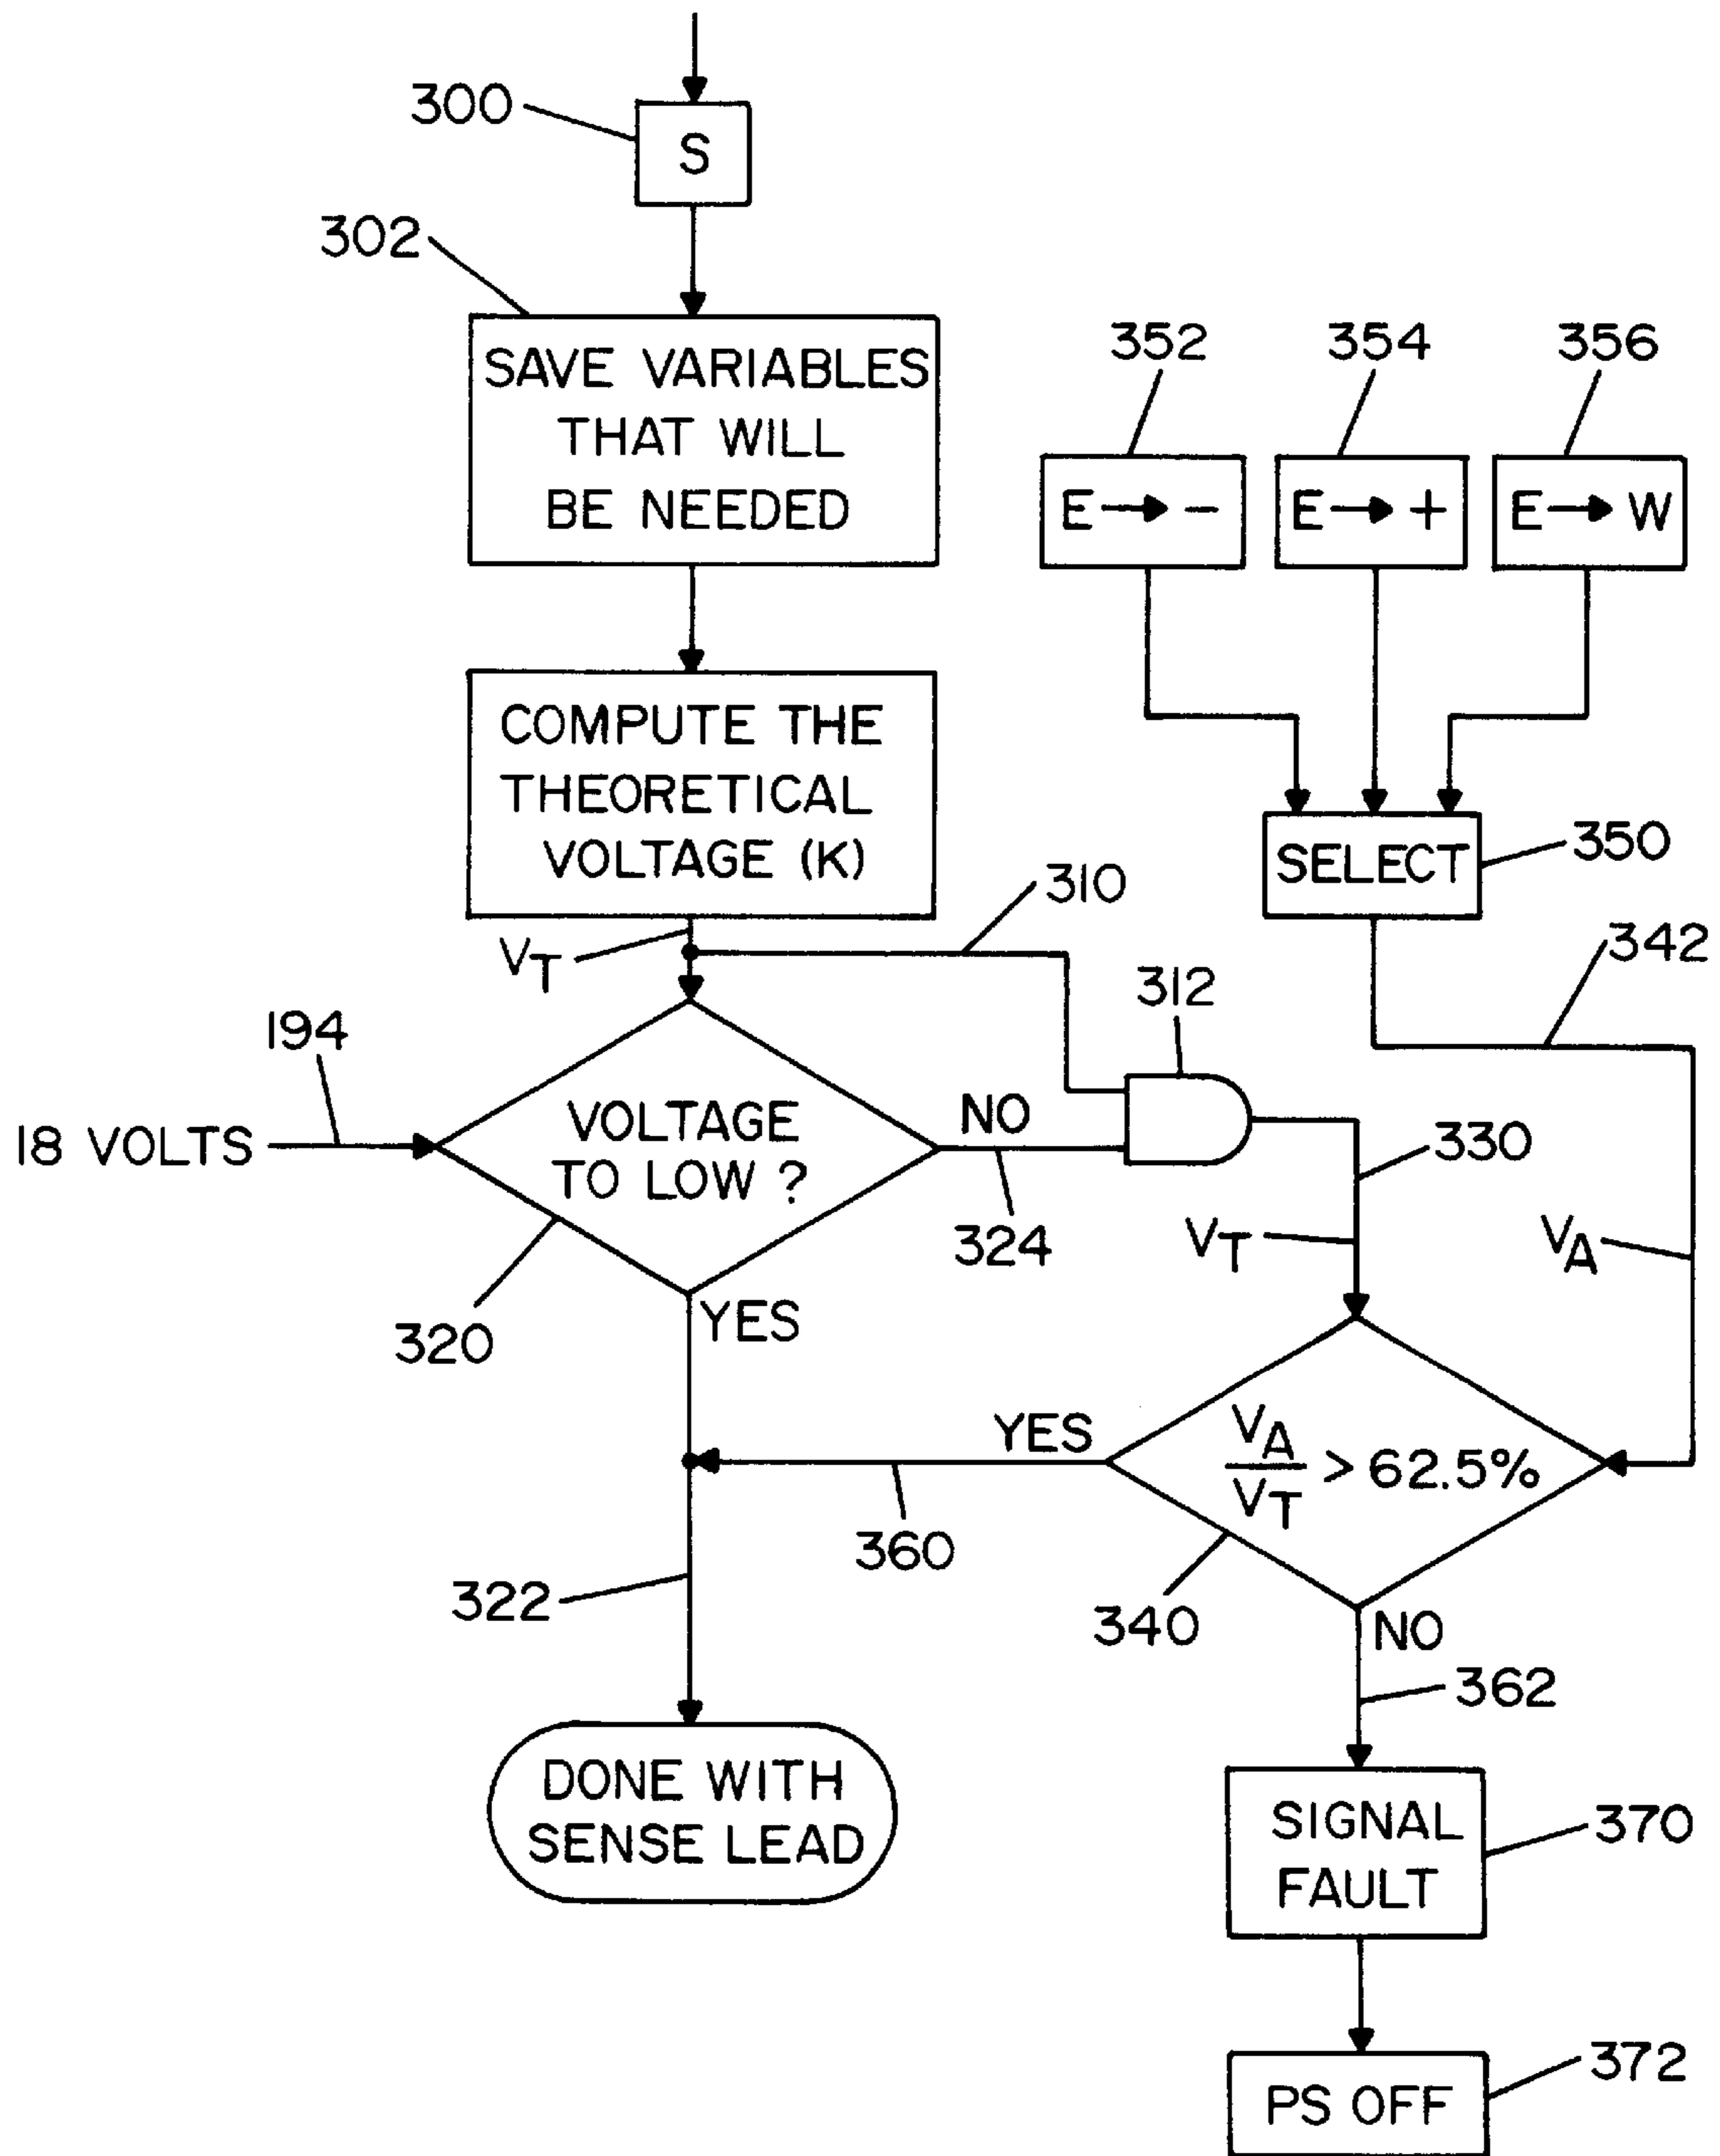 300
S
302
SAVE VARIABLES
THAT WILL
BE NEEDED
352
354
356
E → -
E → +
E → W
COMPUTE THE
THEORETICAL
VOLTAGE (K)
SELECT
350
310
VT
342
312
194
18 VOLTS
VOLTAGE
TO LOW ?
NO
324
330
VT
VA
320
YES
YES
VA
VT
> 62.5%
360
340
322
NO
362
DONE WITH
SENSE LEAD
SIGNAL
FAULT
370
PS OFF
372